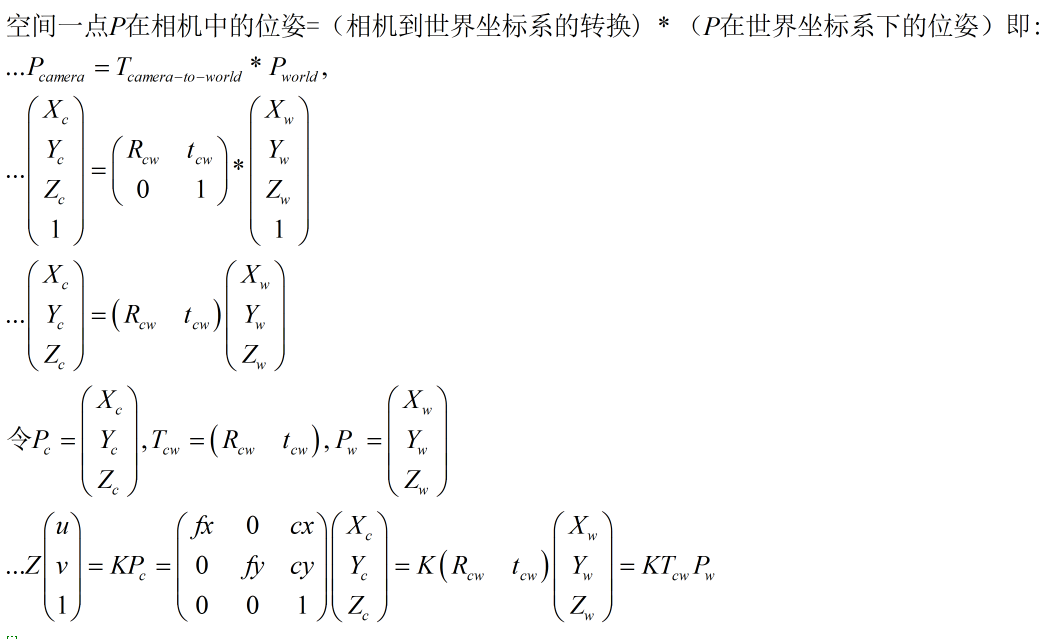 空间一点P在相机中的位姿=（相机到世界坐标系的转换）*（P在世界坐标系下的位姿）即：
...P_{camera} = T_{camera-to-world} * P_{world},
...\begin{pmatrix} X_c \\ Y_c \\ Z_c \\ 1 \end{pmatrix} = \begin{pmatrix} R_{cw} & t_{cw} \\ 0 & 1 \end{pmatrix} * \begin{pmatrix} X_w \\ Y_w \\ Z_w \\ 1 \end{pmatrix}
...\begin{pmatrix} X_c \\ Y_c \\ Z_c \end{pmatrix} = \begin{pmatrix} R_{cw} & t_{cw} \end{pmatrix} \begin{pmatrix} X_w \\ Y_w \\ Z_w \end{pmatrix}
令P_c = \begin{pmatrix} X_c \\ Y_c \\ Z_c \end{pmatrix}, T_{cw} = \begin{pmatrix} R_{cw} & t_{cw} \end{pmatrix}, P_w = \begin{pmatrix} X_w \\ Y_w \\ Z_w \end{pmatrix}
...Z \begin{pmatrix} u \\ v \\ 1 \end{pmatrix} = KP_c = \begin{pmatrix} fx & 0 & cx \\ 0 & fy & cy \\ 0 & 0 & 1 \end{pmatrix} \begin{pmatrix} X_c \\ Y_c \\ Z_c \end{pmatrix} = K \begin{pmatrix} R_{cw} & t_{cw} \end{pmatrix} \begin{pmatrix} X_w \\ Y_w \\ Z_w \end{pmatrix} = KT_{cw}P_w